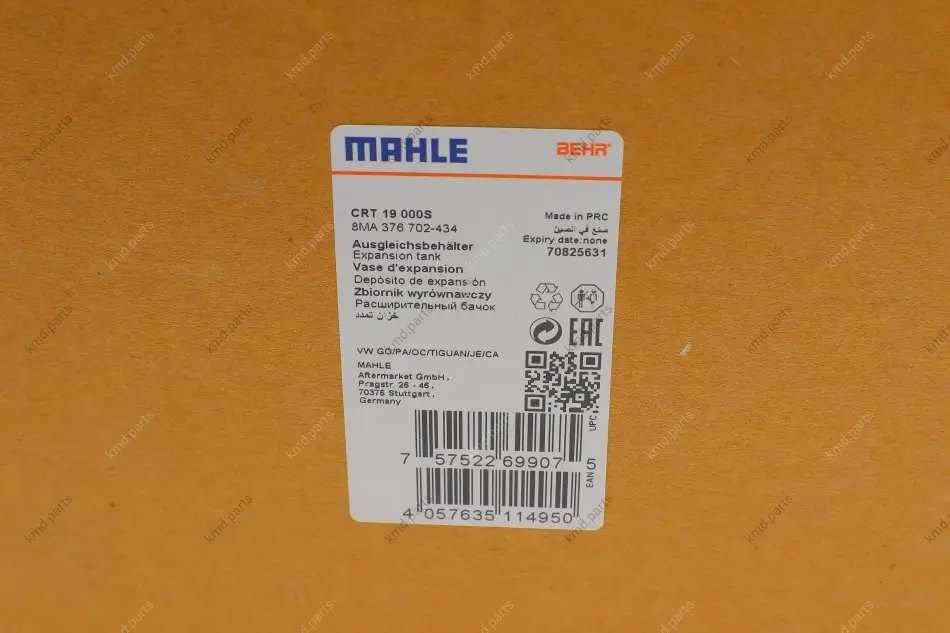 MAHLE
BEHR®
CRT 19 000S
8MA 376 702-434
Ausgleichsbehälter
Expansion tank
Vase d'expansion
Depósito de expansión
Zbiornik wyrównawczy
Расширительный бачок
خزان تمدد
Made in PRC
صنع في الصين
Expiry date:none
70825631
EAC
VW GO/PA/OC/TIGUAN/JE/CA
MAHLE
Aftermarket GmbH,
Pragstr. 26 - 46,
70376 Stuttgart,
Germany
UPC
7 57522 69907 5
EAN
4 057635 114950
kmd.parts